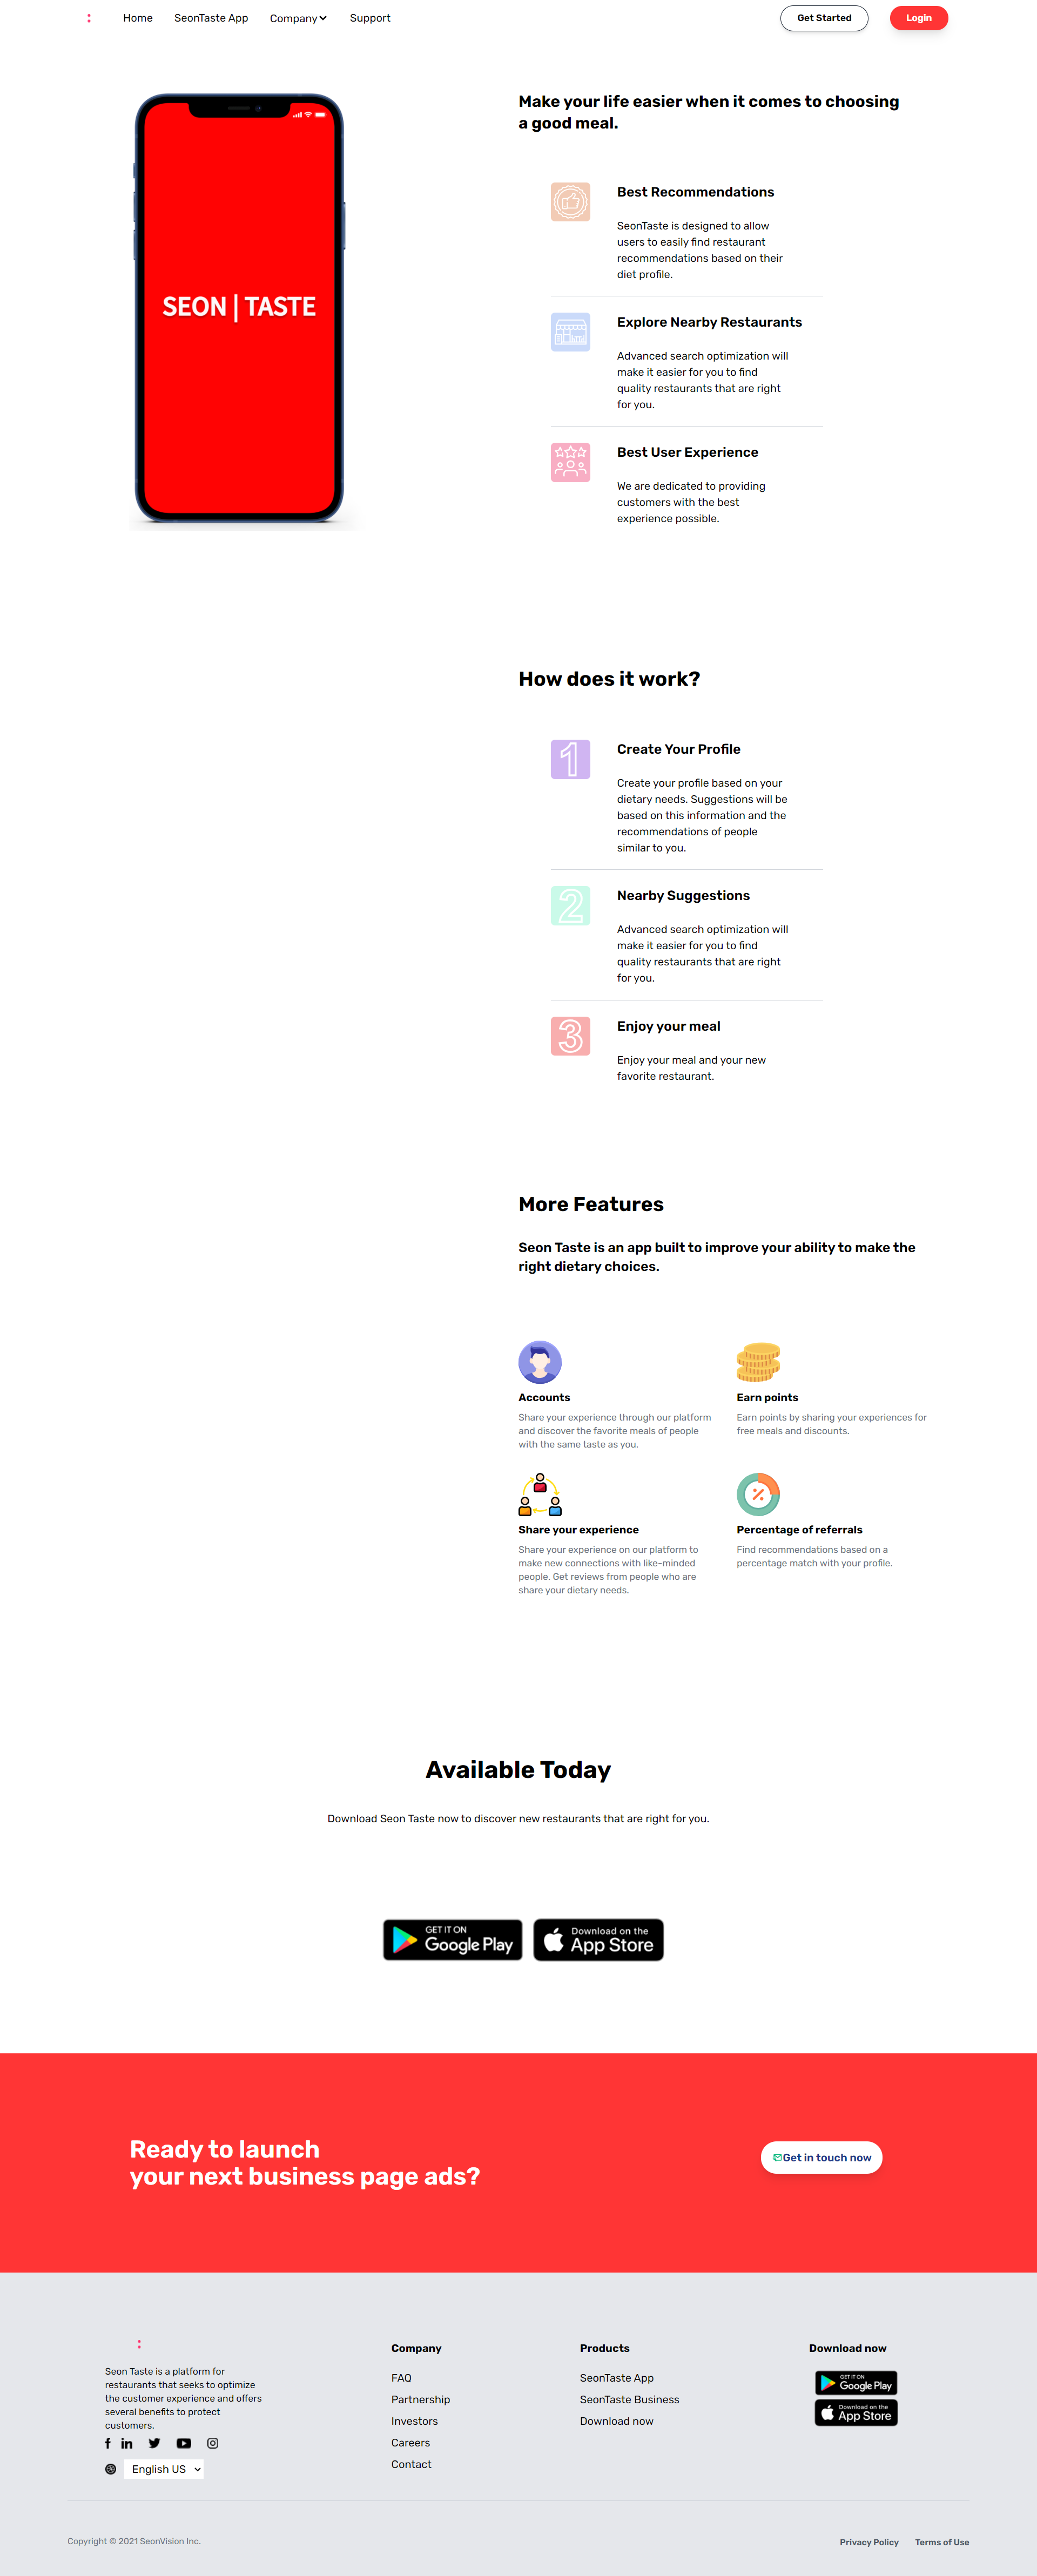 :
Home
SeonTaste App
Company
Support
Get Started
Login
SEON | TASTE
Make your life easier when it comes to choosing
a good meal.
Best Recommendations
SeonTaste is designed to allow
users to easily find restaurant
recommendations based on their
diet profile.
Explore Nearby Restaurants
Advanced search optimization will
make it easier for you to find
quality restaurants that are right
for you.
Best User Experience
We are dedicated to providing
customers with the best
experience possible.
How does it work?
1
Create Your Profile
Create your profile based on your
dietary needs. Suggestions will be
based on this information and the
recommendations of people
similar to you.
2
Nearby Suggestions
Advanced search optimization will
make it easier for you to find
quality restaurants that are right
for you.
3
Enjoy your meal
Enjoy your meal and your new
favorite restaurant.
More Features
Seon Taste is an app built to improve your ability to make the
right dietary choices.
Accounts
Share your experience through our platform
and discover the favorite meals of people
with the same taste as you.
Earn points
Earn points by sharing your experiences for
free meals and discounts.
Share your experience
Share your experience on our platform to
make new connections with like-minded
people. Get reviews from people who are
share your dietary needs.
%
Percentage of referrals
Find recommendations based on a
percentage match with your profile.
Available Today
Download Seon Taste now to discover new restaurants that are right for you.
GET IT ON
Google Play
Download on the
App Store
Ready to launch
your next business page ads?
Get in touch now
:
Seon Taste is a platform for
restaurants that seeks to optimize
the customer experience and offers
several benefits to protect
customers.
English US
Company
FAQ
Partnership
Investors
Careers
Contact
Products
SeonTaste App
SeonTaste Business
Download now
Download now
GET IT ON
Google Play
Download on the
App Store
Copyright © 2021 SeonVision Inc.
Privacy Policy
Terms of Use